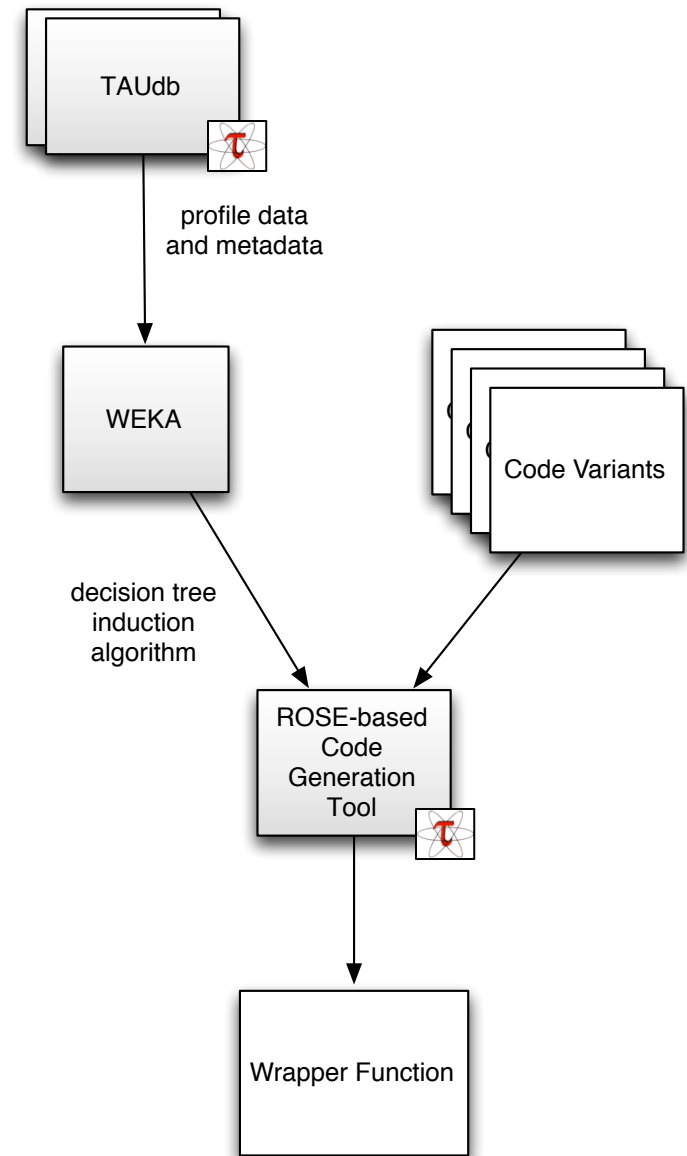 TAUdb
τ
profile data
and metadata
WEKA
Code Variants
decision tree
induction
algorithm
ROSE-based
Code
Generation
Tool
τ
Wrapper Function